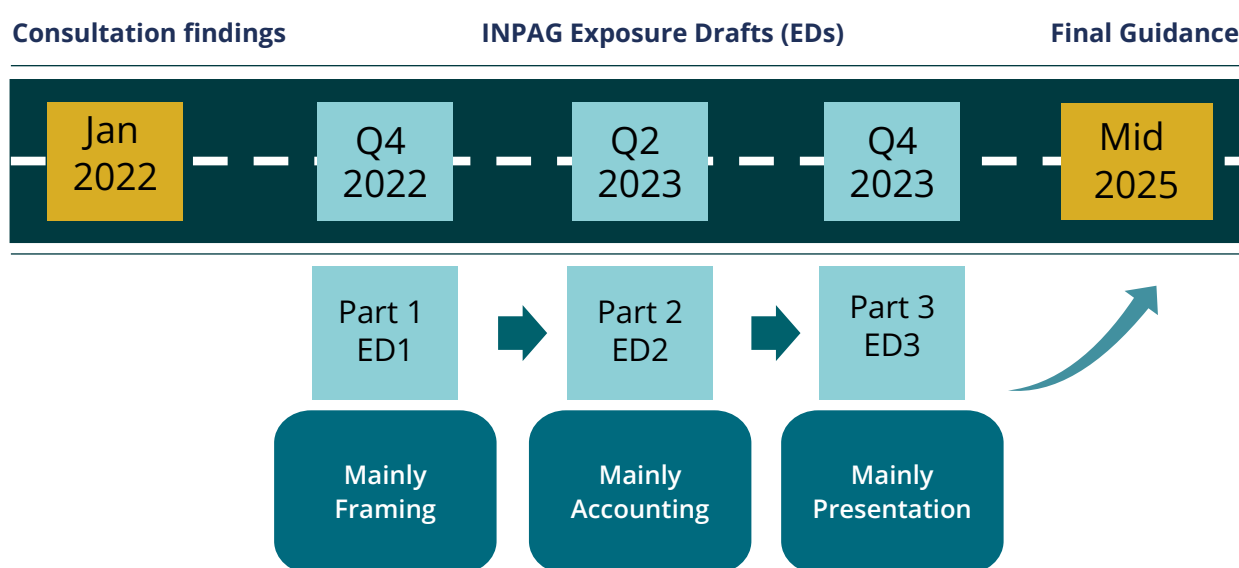 Consultation findings
INPAG Exposure Drafts (EDs)
Final Guidance
Jan
2022
Q4
2022
Q2
2023
Q4
2023
Mid
2025
Part 1
ED1
Part 2
ED2
Part 3
ED3
Mainly
Framing
Mainly
Accounting
Mainly
Presentation